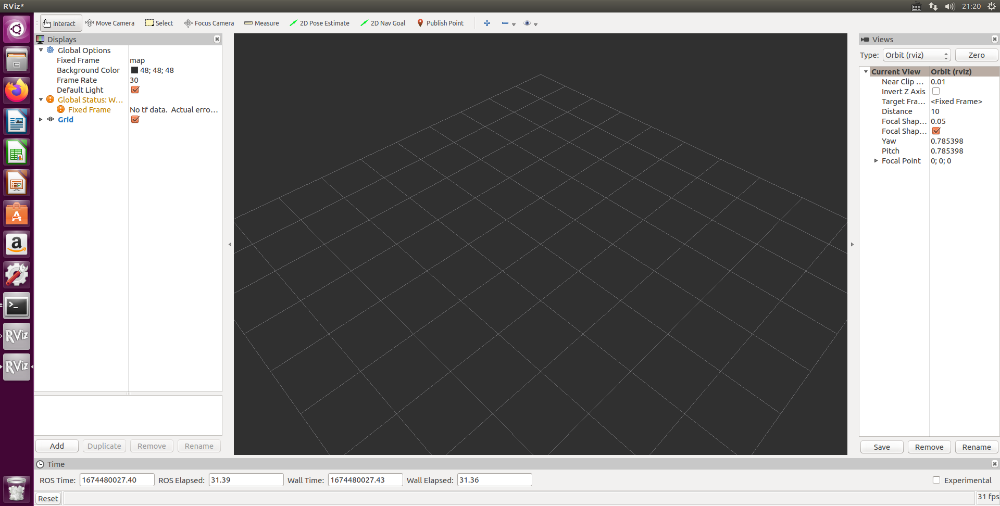 RViz*
21:20
Interact Move Camera Select Focus Camera Measure 2D Pose Estimate 2D Nav Goal Publish Point
Displays
Global Options
Fixed Frame map
Background Color 48; 48; 48
Frame Rate 30
Default Light
Global Status: W...
Fixed Frame No tf data. Actual erro...
Grid
Add Duplicate Remove Rename
Views
Type: Orbit (rviz) Zero
Current View Orbit (rviz)
Near Clip ... 0.01
Invert Z Axis
Target Fra... <Fixed Frame>
Distance 10
Focal Shap... 0.05
Focal Shap...
Yaw 0.785398
Pitch 0.785398
Focal Point 0; 0; 0
Save Remove Rename
RViz
RViz
Time
ROS Time: 1674480027.40 ROS Elapsed: 31.39 Wall Time: 1674480027.43 Wall Elapsed: 31.36 Experimental
Reset 31 fps